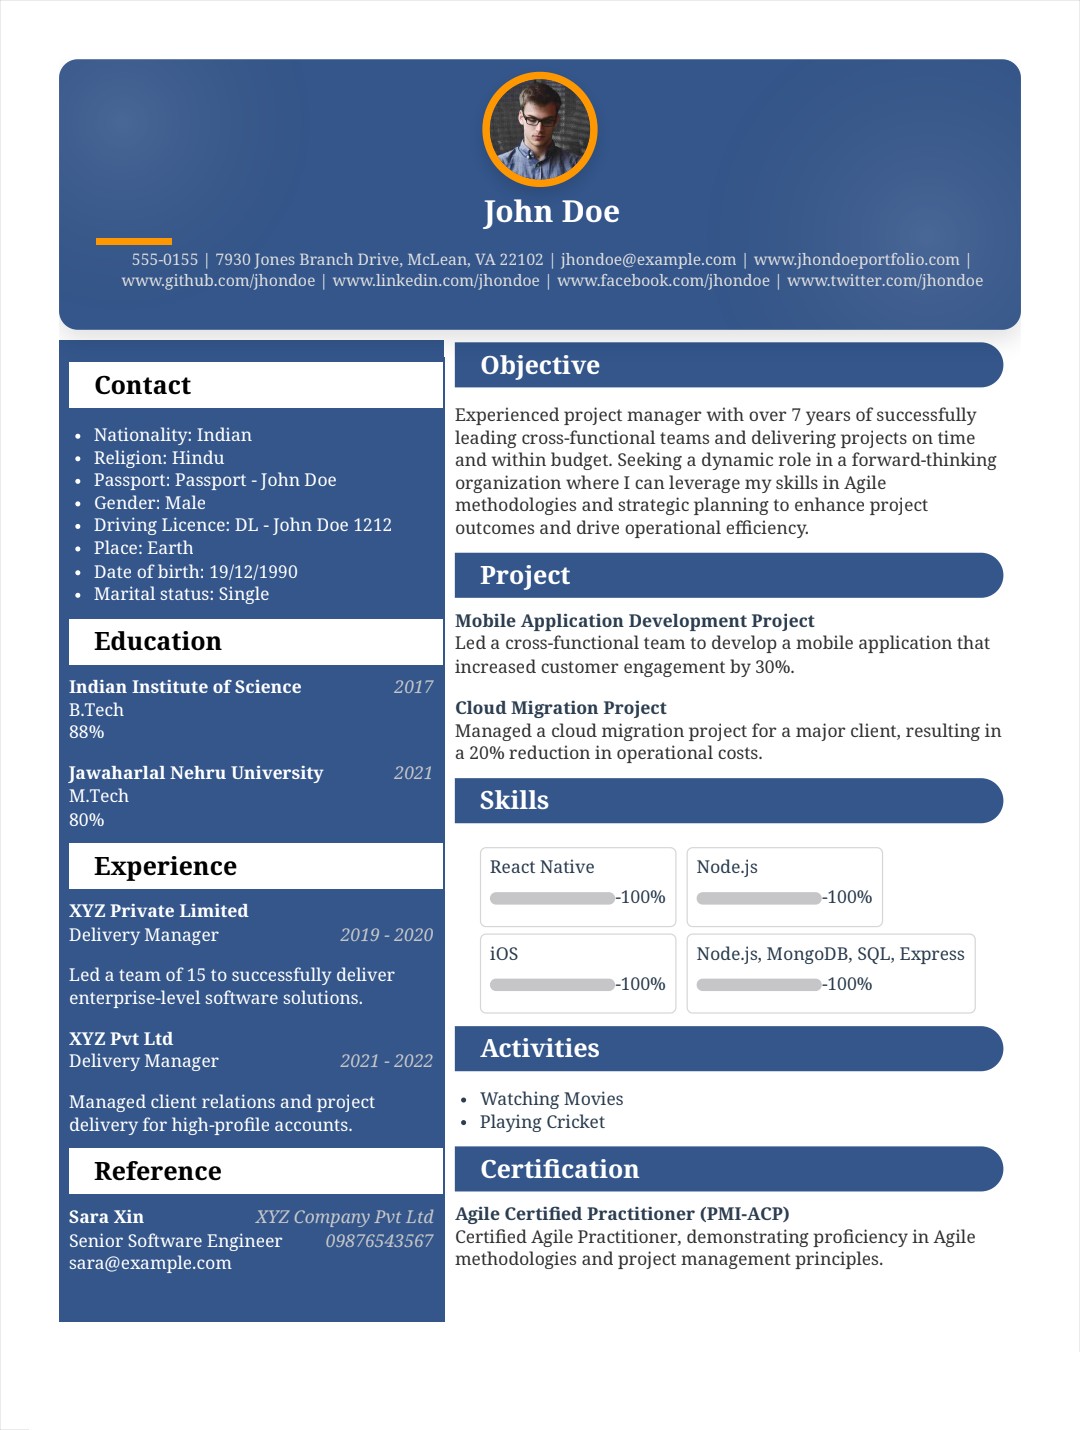 John Doe
555-0155 | 7930 Jones Branch Drive, McLean, VA 22102 | jhondoe@example.com | www.jhondoeportfolio.com |
www.github.com/jhondoe | www.linkedin.com/jhondoe | www.facebook.com/jhondoe | www.twitter.com/jhondoe
Contact
• Nationality: Indian
• Religion: Hindu
• Passport: Passport - John Doe
• Gender: Male
• Driving Licence: DL - John Doe 1212
• Place: Earth
• Date of birth: 19/12/1990
• Marital status: Single
Education
Indian Institute of Science 2017
B.Tech
88%
Jawaharlal Nehru University 2021
M.Tech
80%
Experience
XYZ Private Limited
Delivery Manager 2019 - 2020
Led a team of 15 to successfully deliver
enterprise-level software solutions.
XYZ Pvt Ltd
Delivery Manager 2021 - 2022
Managed client relations and project
delivery for high-profile accounts.
Reference
Sara Xin XYZ Company Pvt Ltd
Senior Software Engineer 09876543567
sara@example.com
Objective
Experienced project manager with over 7 years of successfully
leading cross-functional teams and delivering projects on time
and within budget. Seeking a dynamic role in a forward-thinking
organization where I can leverage my skills in Agile
methodologies and strategic planning to enhance project
outcomes and drive operational efficiency.
Project
Mobile Application Development Project
Led a cross-functional team to develop a mobile application that
increased customer engagement by 30%.
Cloud Migration Project
Managed a cloud migration project for a major client, resulting in
a 20% reduction in operational costs.
Skills
React Native
-100%
Node.js
-100%
iOS
-100%
Node.js, MongoDB, SQL, Express
-100%
Activities
• Watching Movies
• Playing Cricket
Certification
Agile Certified Practitioner (PMI-ACP)
Certified Agile Practitioner, demonstrating proficiency in Agile
methodologies and project management principles.